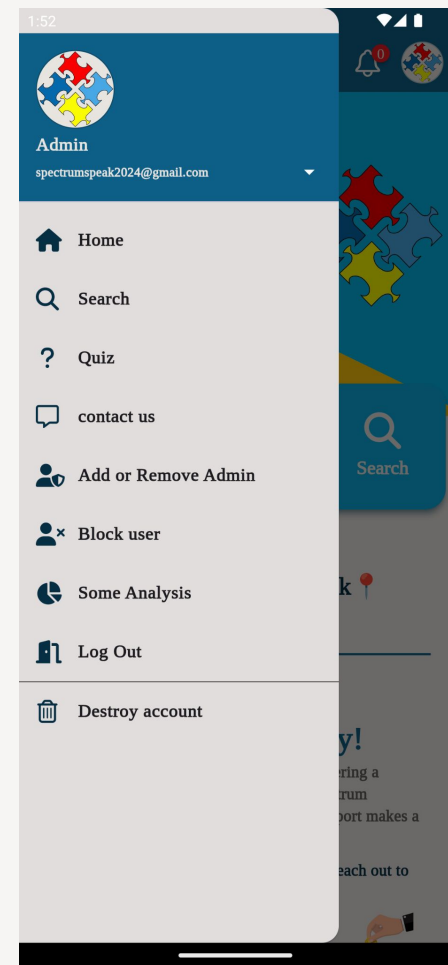 1:52
0
Admin
spectrumspeak2024@gmail.com
Home
Search
Quiz
contact us
Add or Remove Admin
Block user
Some Analysis
Log Out
Destroy account
Search
k
y!
ering a
trum
port makes a
each out to